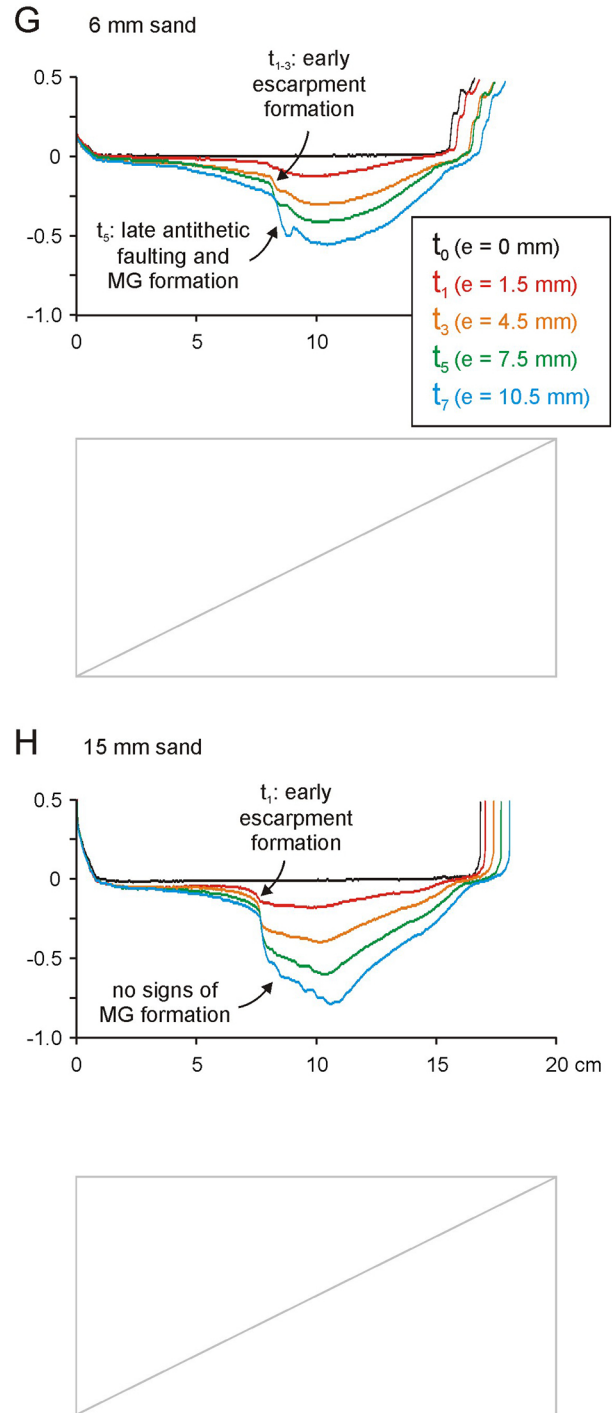 G
6 mm sand
t1-3: early
escarpment
formation
0.5
0
-0.5
-1.0
t5: late antithetic
faulting and
MG formation
0
5
10
t0 (e = 0 mm)
t1 (e = 1.5 mm)
t3 (e = 4.5 mm)
t5 (e = 7.5 mm)
t7 (e = 10.5 mm)
H
15 mm sand
t1: early
escarpment
formation
0.5
0
-0.5
-1.0
no signs of
MG formation
0
5
10
15
20 cm